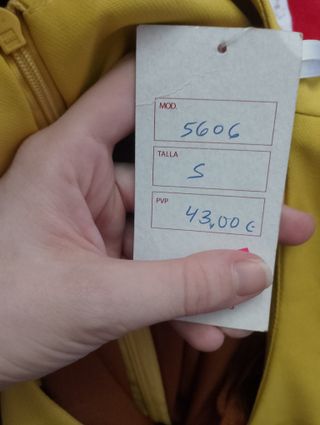 MOD.
5606
TALLA
S
PVP
43,00 €